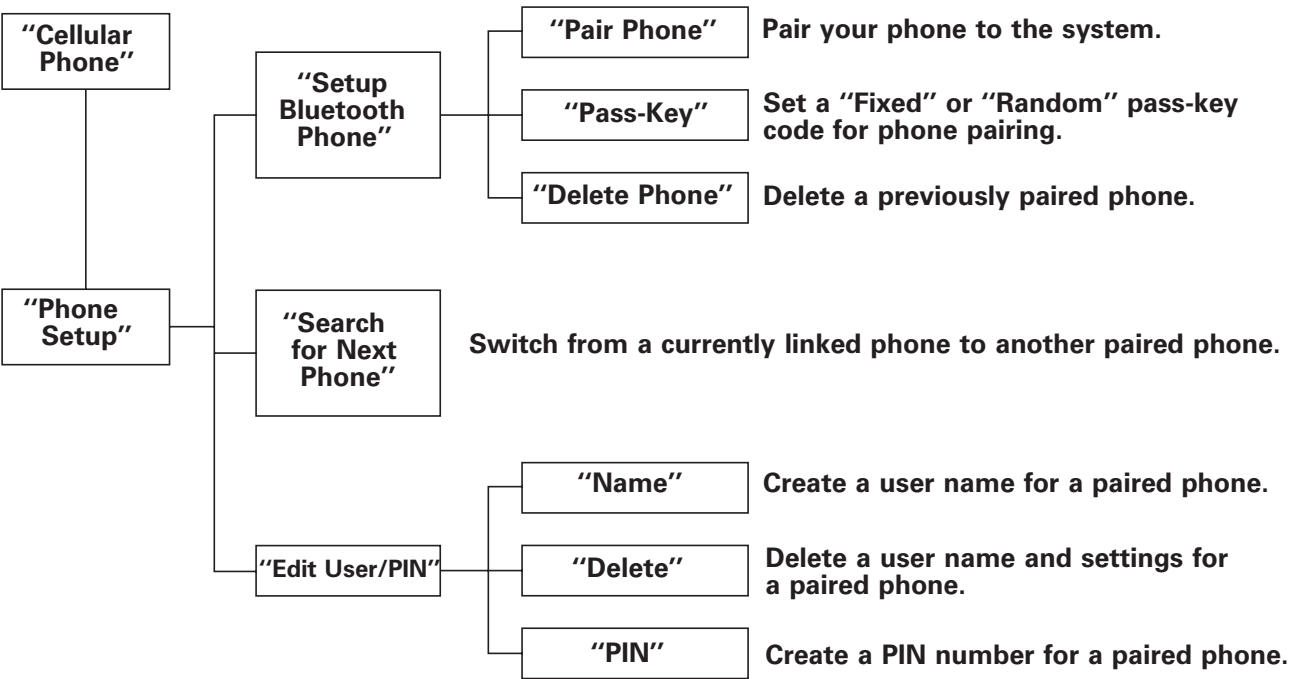 "Cellular
Phone"
"Phone
Setup"
"Setup
Bluetooth
Phone"
"Pair Phone"
Pair your phone to the system.
"Pass-Key"
Set a "Fixed" or "Random" pass-key
code for phone pairing.
"Delete Phone"
Delete a previously paired phone.
"Search
for Next
Phone"
Switch from a currently linked phone to another paired phone.
"Edit User/PIN"
"Name"
Create a user name for a paired phone.
"Delete"
Delete a user name and settings for
a paired phone.
"PIN"
Create a PIN number for a paired phone.